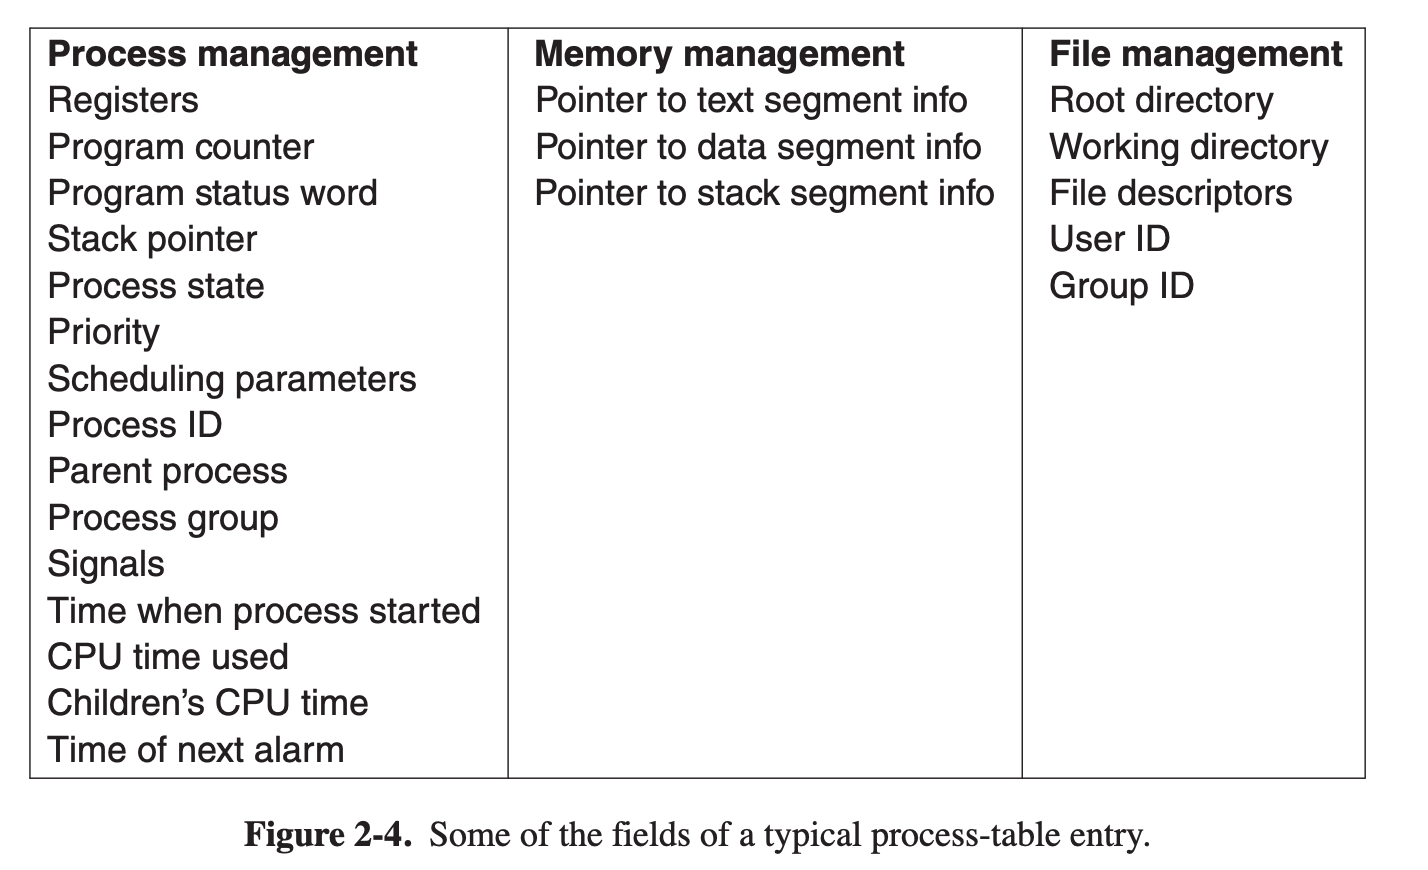 Process management
Registers
Program counter
Program status word
Stack pointer
Process state
Priority
Scheduling parameters
Process ID
Parent process
Process group
Signals
Time when process started
CPU time used
Children’s CPU time
Time of next alarm
Memory management
Pointer to text segment info
Pointer to data segment info
Pointer to stack segment info
File management
Root directory
Working directory
File descriptors
User ID
Group ID
Figure 2-4. Some of the fields of a typical process-table entry.